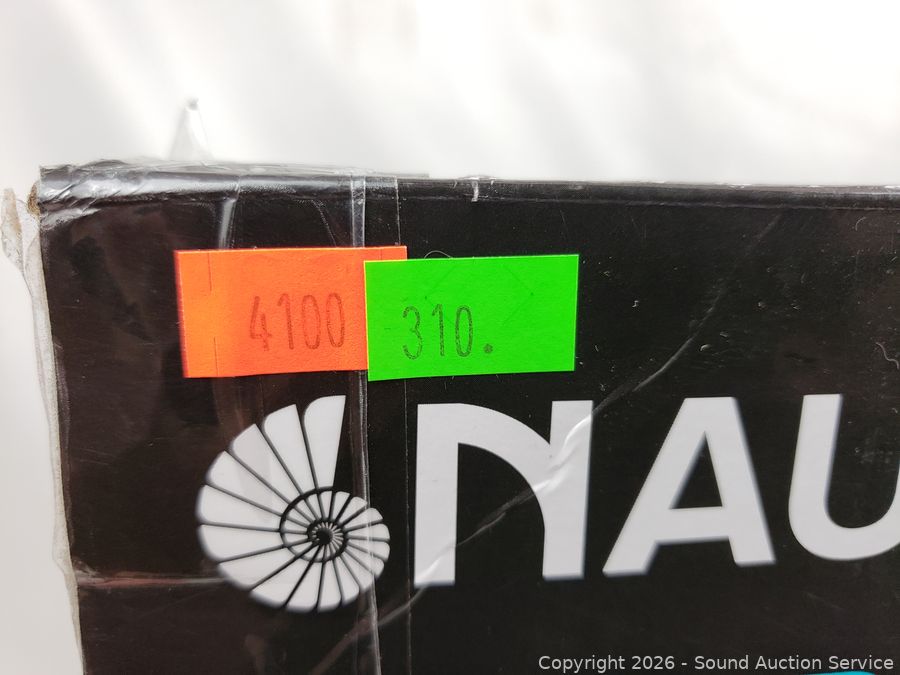 4100
310.
NAU
Copyright 2026 - Sound Auction Service